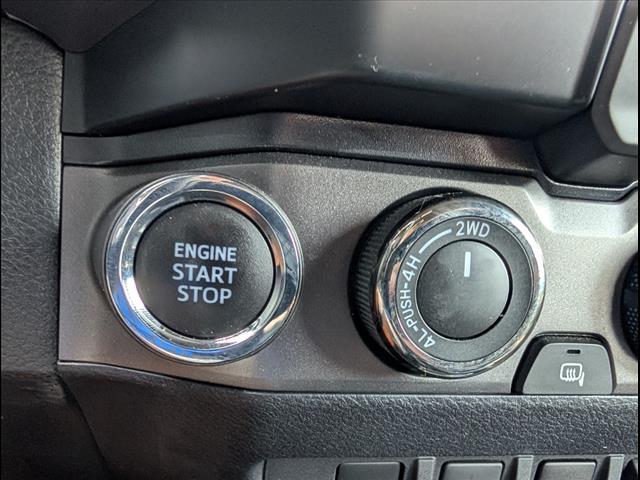 ENGINE
START
STOP
2WD
4L-PUSH-4H